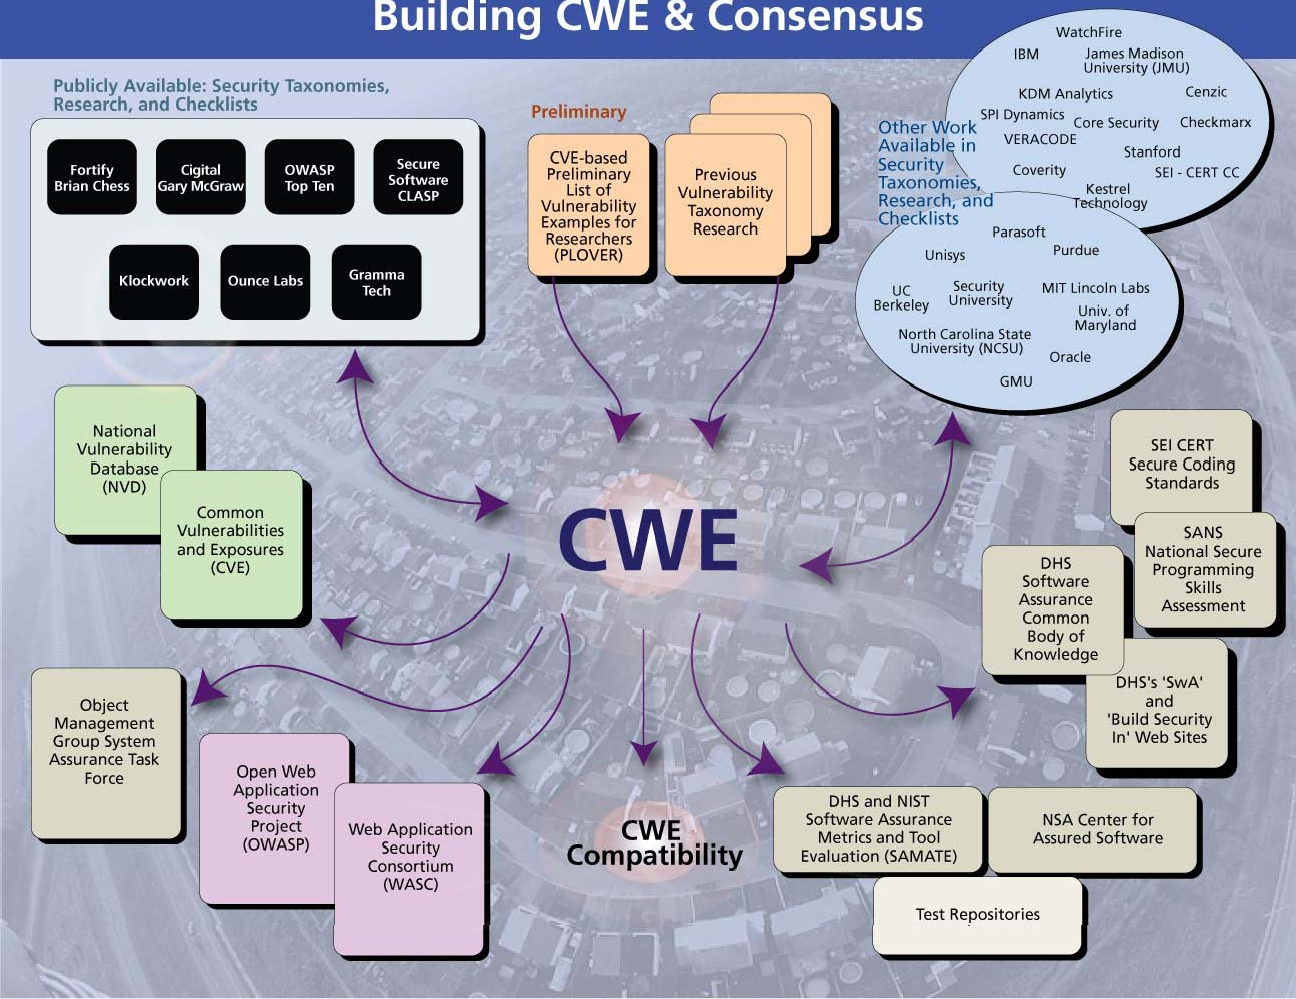 Building CWE & Consensus
Publicly Available: Security Taxonomies,
Research, and Checklists
Fortify
Brian Chess
Cigital
Gary McGraw
OWASP
Top Ten
Secure
Software
CLASP
Klockwork
Ounce Labs
Gramma
Tech
Preliminary
CVE-based
Preliminary
List of
Vulnerability
Examples for
Researchers
(PLOVER)
Previous
Vulnerability
Taxonomy
Research
Other Work
Available in
Security
Taxonomies,
Research, and
Checklists
WatchFire
IBM
James Madison
University (JMU)
KDM Analytics
Cenzic
SPI Dynamics
Core Security
Checkmarx
VERACODE
Stanford
Coverity
SEI - CERT CC
Kestrel
Technology
Parasoft
Unisys
Purdue
UC
Berkeley
Security
University
MIT Lincoln Labs
Univ. of
Maryland
North Carolina State
University (NCSU)
Oracle
GMU
National
Vulnerability
Database
(NVD)
Common
Vulnerabilities
and Exposures
(CVE)
CWE
SEI CERT
Secure Coding
Standards
SANS
National Secure
Programming
Skills
Assessment
DHS
Software
Assurance
Common
Body of
Knowledge
DHS's 'SwA'
and
'Build Security
In' Web Sites
Object
Management
Group System
Assurance Task
Force
Open Web
Application
Security
Project
(OWASP)
Web Application
Security
Consortium
(WASC)
CWE
Compatibility
DHS and NIST
Software Assurance
Metrics and Tool
Evaluation (SAMATE)
NSA Center for
Assured Software
Test Repositories